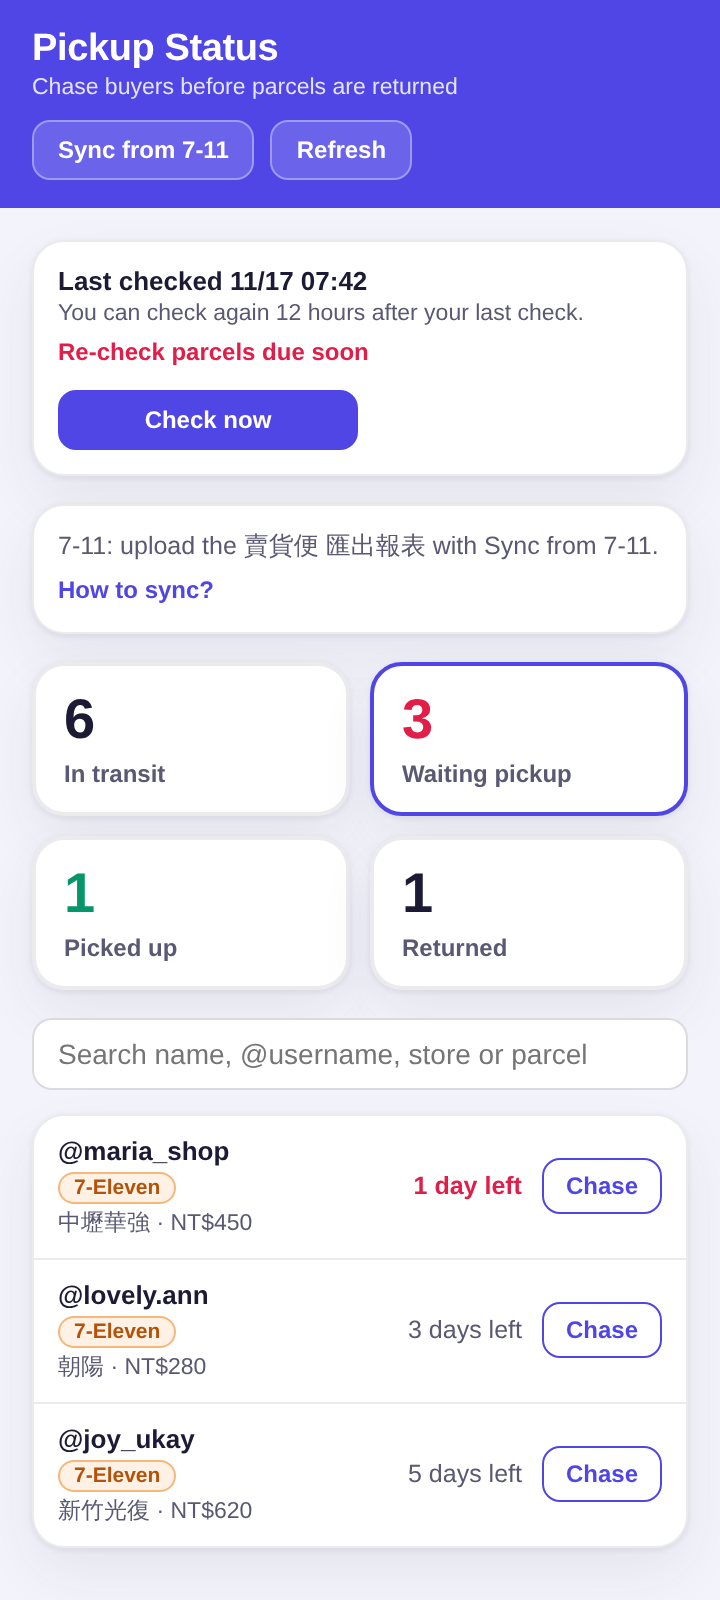 Pickup Status
Chase buyers before parcels are returned
Sync from 7-11
Refresh
Last checked 11/17 07:42
You can check again 12 hours after your last check.
Re-check parcels due soon
Check now
7-11: upload the 賣貨便 匯出報表 with Sync from 7-11.
How to sync?
6
In transit
3
Waiting pickup
1
Picked up
1
Returned
Search name, @username, store or parcel
@maria_shop
7-Eleven
中壢華強 · NT$450
1 day left
Chase
@lovely.ann
7-Eleven
朝陽 · NT$280
3 days left
Chase
@joy_ukay
7-Eleven
新竹光復 · NT$620
5 days left
Chase